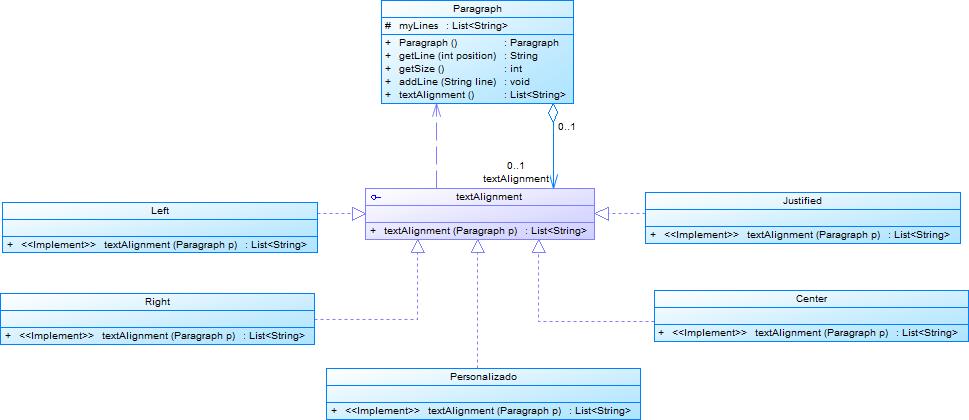 Paragraph
# myLines : List<String>
+ Paragraph () : Paragraph
+ getLine (int position) : String
+ getSize () : int
+ addLine (String line) : void
+ textAlignment () : List<String>
0..1
0..1
textAlignment
textAlignment
+ textAlignment (Paragraph p) : List<String>
Left
+ <<Implement>> textAlignment (Paragraph p) : List<String>
Justified
+ <<Implement>> textAlignment (Paragraph p) : List<String>
Right
+ <<Implement>> textAlignment (Paragraph p) : List<String>
Center
+ <<Implement>> textAlignment (Paragraph p) : List<String>
Personalizado
+ <<Implement>> textAlignment (Paragraph p) : List<String>